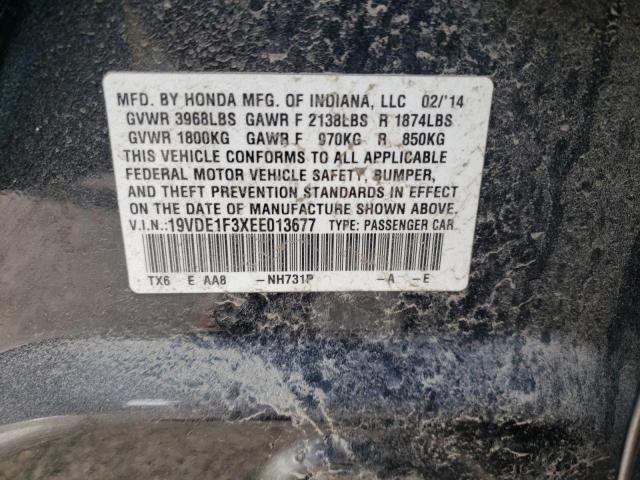 MFD. BY HONDA MFG. OF INDIANA, LLC 02/'14
GVWR 3968LBS GAWR F 2138LBS R 1874LBS
GVWR 1800KG GAWR F 970KG R 850KG
THIS VEHICLE CONFORMS TO ALL APPLICABLE
FEDERAL MOTOR VEHICLE SAFETY, BUMPER,
AND THEFT PREVENTION STANDARDS IN EFFECT
ON THE DATE OF MANUFACTURE SHOWN ABOVE.
V.I.N.: 19VDE1F3XEE013677 TYPE: PASSENGER CAR
TX6 E AA8 -NH731P -A -E